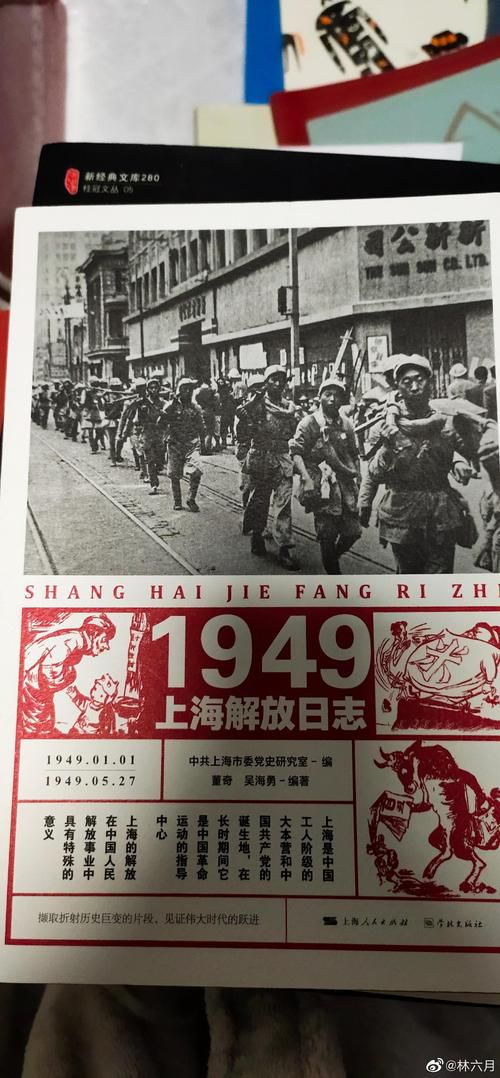 新经典文库280
桂冠文丛 05
新新公司
THE SUN SUN CO. LTD.
SHANG HAI JIE FANG RI ZHI
1949
上海解放日志
1949.01.01
1949.05.27
中共上海市委党史研究室-编
董奇 吴海勇-编著
上海是中国
工人阶级的
大本营和中
国共产党的
诞生地，在
长时期间它
是中国革命
运动的指导
中心
上海的解放
在中国人民
解放事业中
具有特殊的
意义
撷取折射历史巨变的片段，见证伟大时代的跃进
上海人民出版社
学林出版社
@林六月